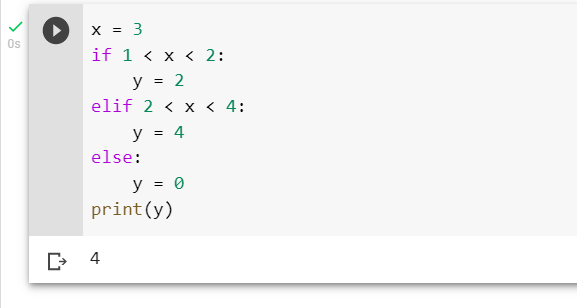 0s
x = 3
if 1 < x < 2:
    y = 2
elif 2 < x < 4:
    y = 4
else:
    y = 0
print(y)
4